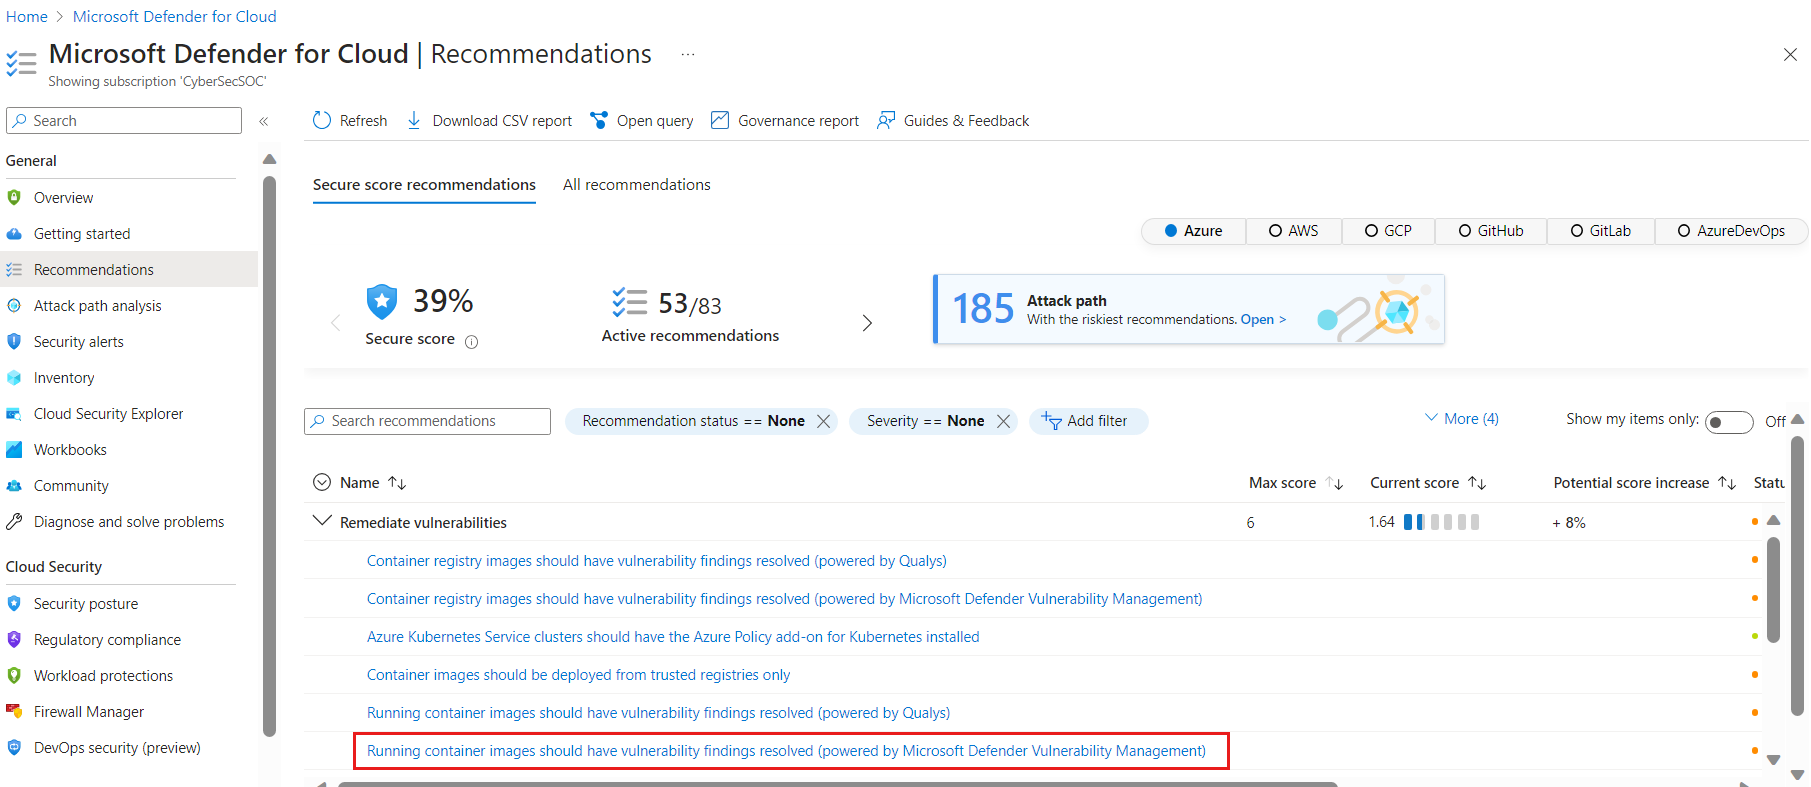 Home > Microsoft Defender for Cloud
Microsoft Defender for Cloud | Recommendations ...
Showing subscription 'CyberSecSOC'
Search «
Refresh Download CSV report Open query Governance report Guides & Feedback
General
Overview
Getting started
Recommendations
Attack path analysis
Security alerts
Inventory
Cloud Security Explorer
Workbooks
Community
Diagnose and solve problems
Cloud Security
Security posture
Regulatory compliance
Workload protections
Firewall Manager
DevOps security (preview)
Secure score recommendations All recommendations
Azure AWS GCP GitHub GitLab AzureDevOps
39%
Secure score
53/83
Active recommendations
185 Attack path
With the riskiest recommendations. Open >
Search recommendations Recommendation status == None Severity == None Add filter More (4) Show my items only: Off
Name Max score Current score Potential score increase Statu
Remediate vulnerabilities 6 1.64 + 8%
Container registry images should have vulnerability findings resolved (powered by Qualys)
Container registry images should have vulnerability findings resolved (powered by Microsoft Defender Vulnerability Management)
Azure Kubernetes Service clusters should have the Azure Policy add-on for Kubernetes installed
Container images should be deployed from trusted registries only
Running container images should have vulnerability findings resolved (powered by Qualys)
Running container images should have vulnerability findings resolved (powered by Microsoft Defender Vulnerability Management)